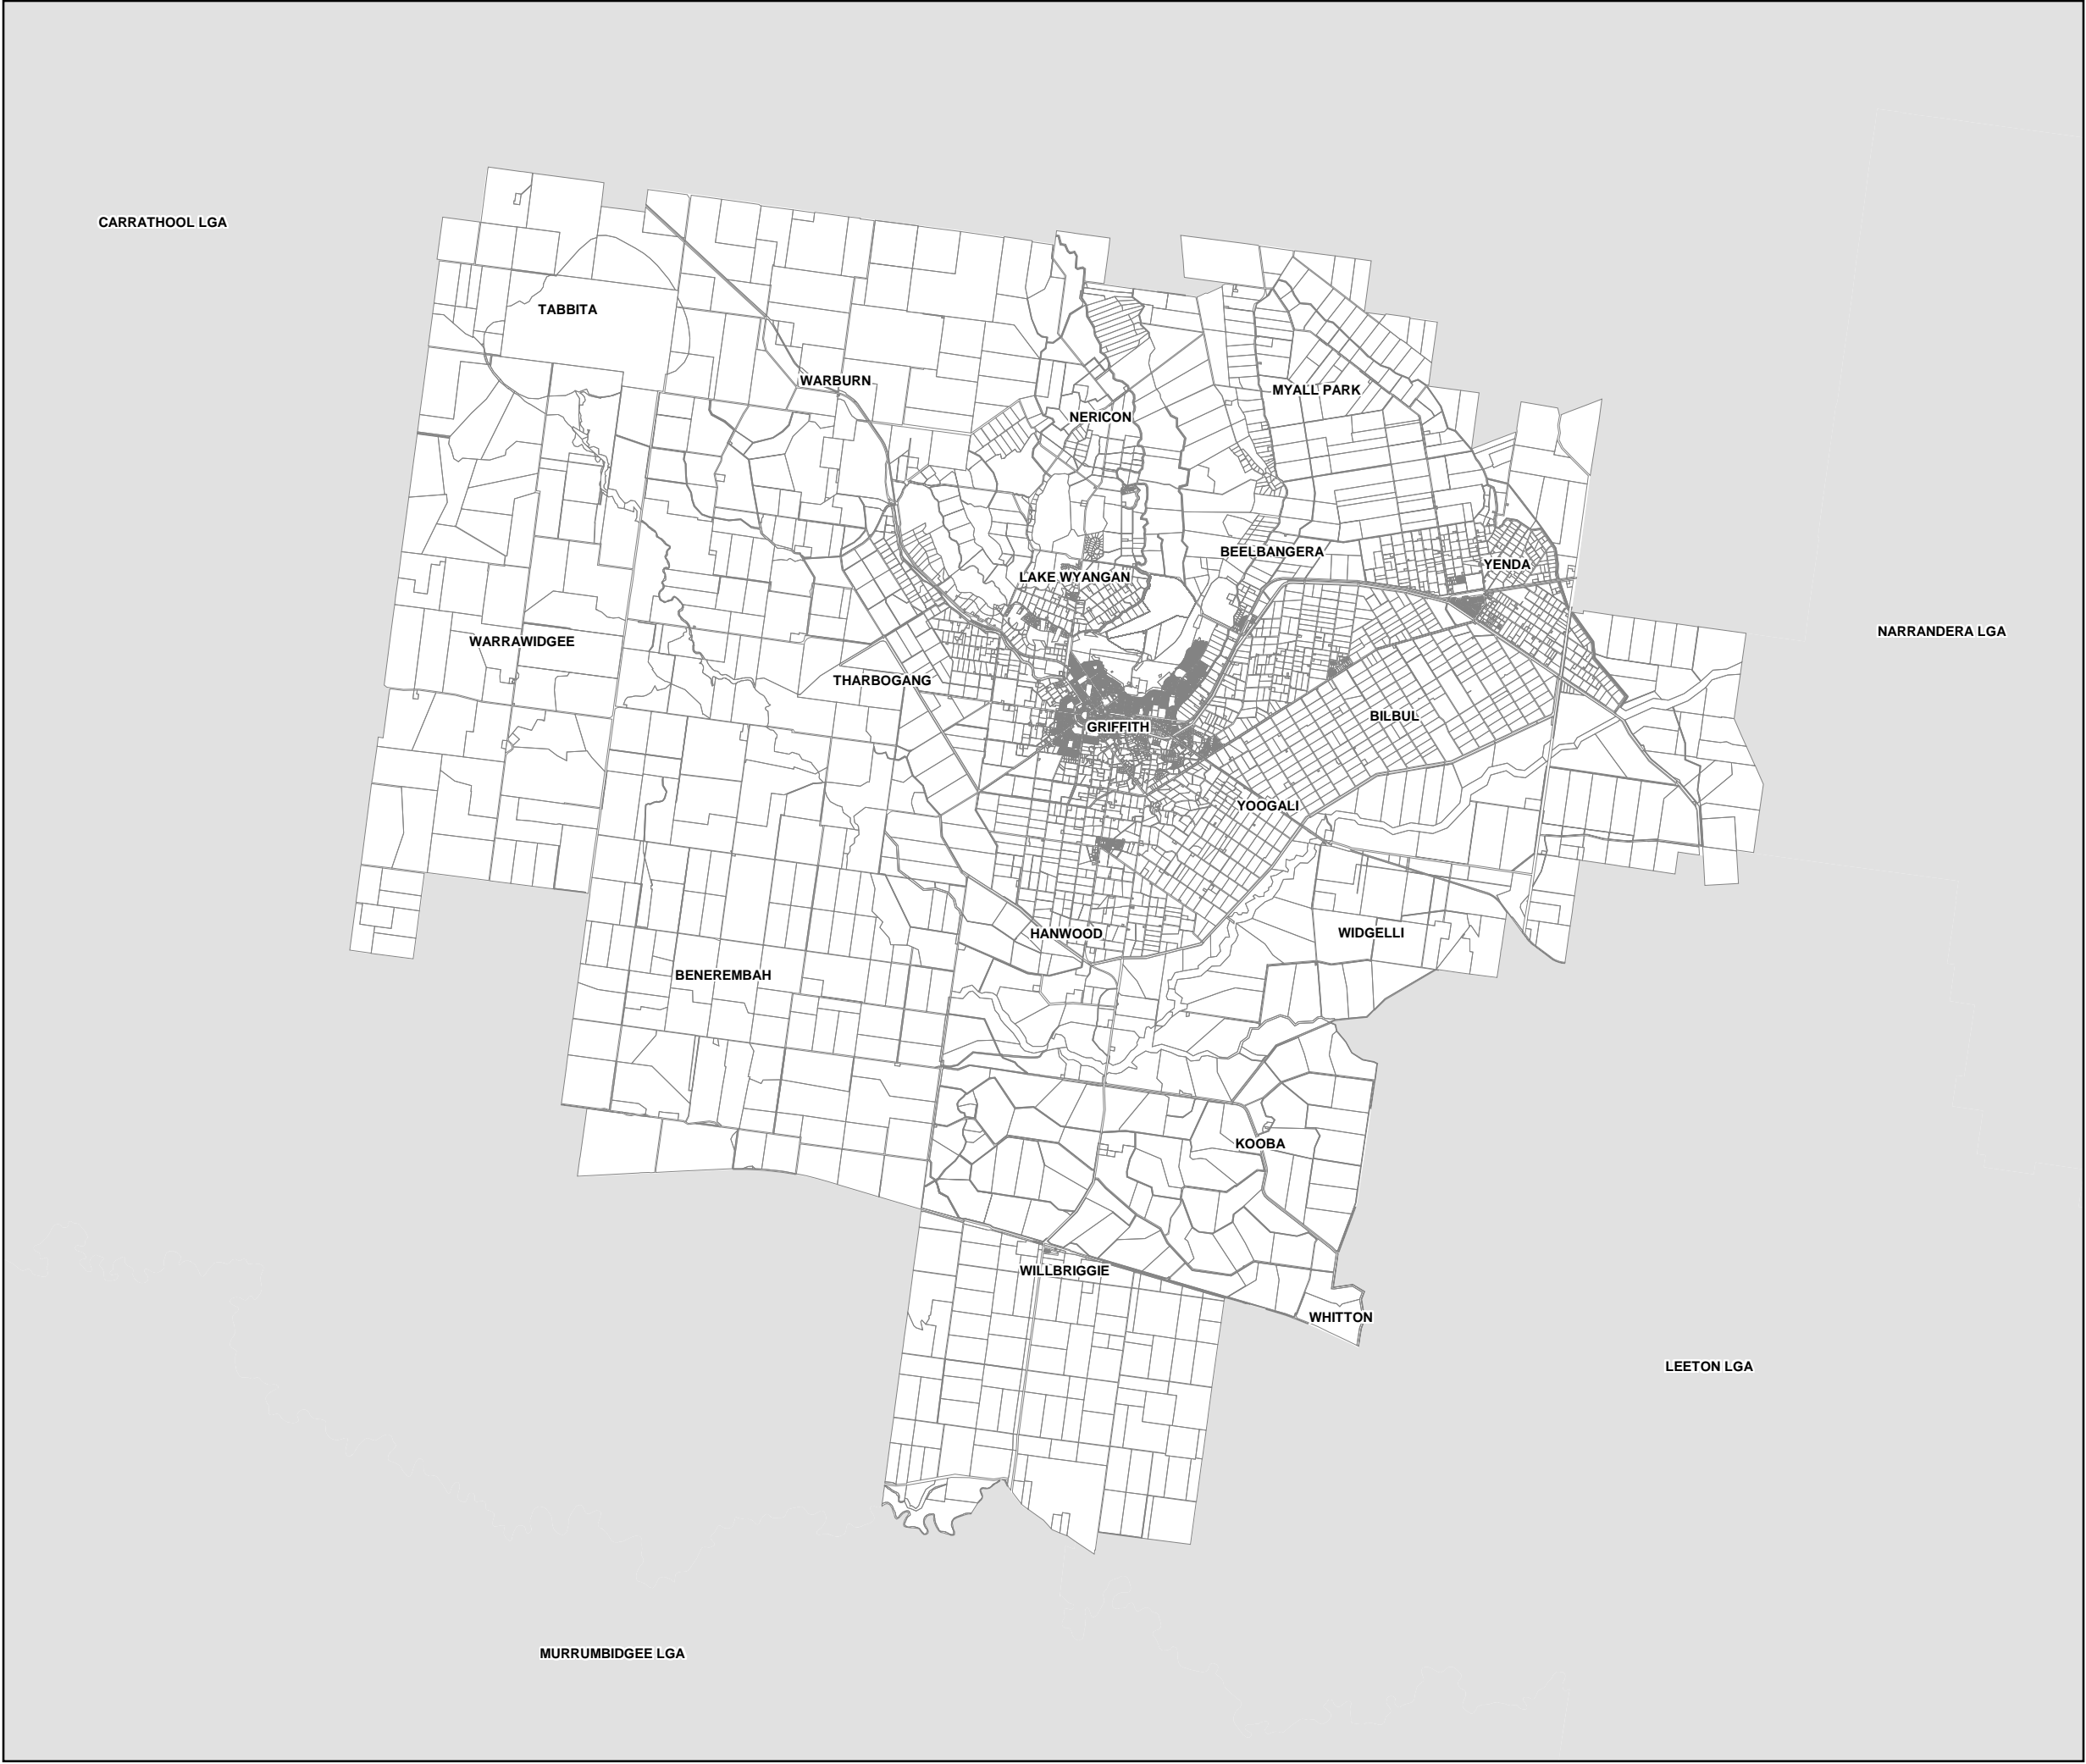 CARRATHOOL LGA
TABBITA
WARBURN
MYALL PARK
NERICON
BEELBANGERA
YENDA
LAKE WYANGAN
NARRANDERA LGA
WARRAWIDGEE
THARBOGANG
BILBUL
GRIFFITH
YOOGALI
HANWOOD
WIDGELLI
BENEREMBAH
KOOBA
WILLBRIGGIE
WHITTON
LEETON LGA
MURRUMBIDGEE LGA